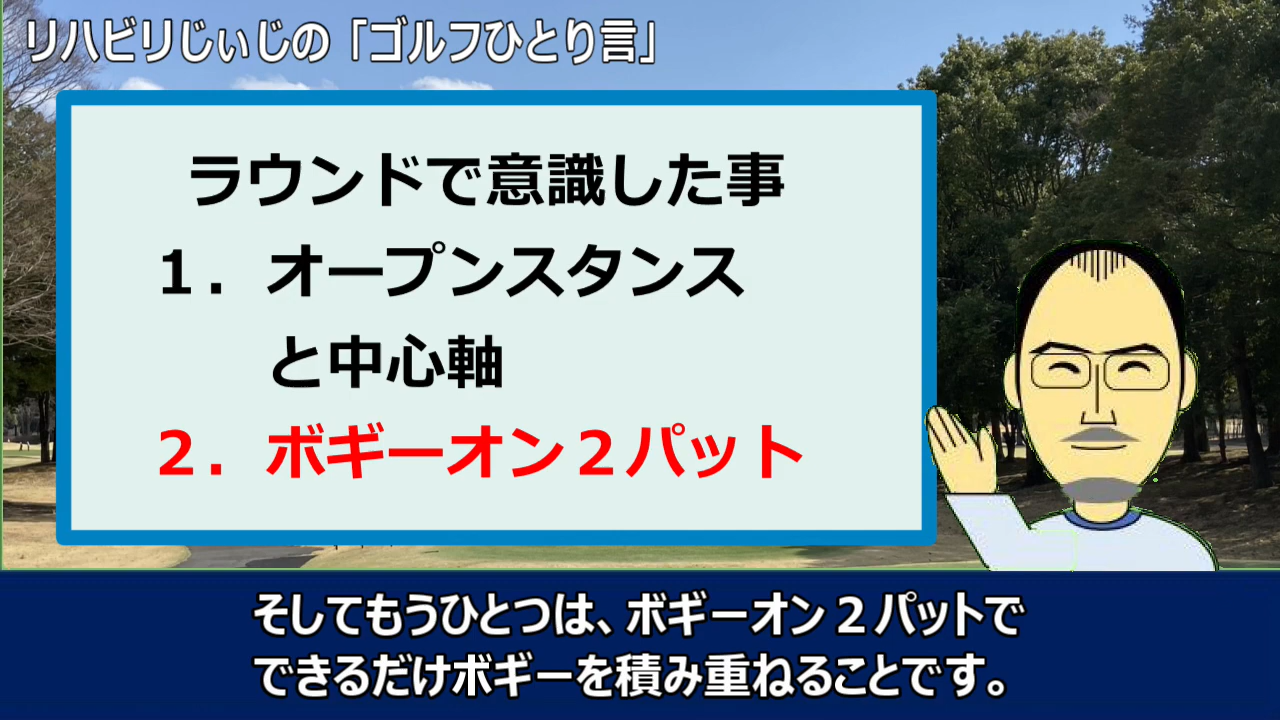 リハビリじぃじの「ゴルフひとり言」
ラウンドで意識した事
１．オープンスタンス
と中心軸
２．ボギーオン２パット
そしてもうひとつは、ボギーオン２パットで
できるだけボギーを積み重ねることです。